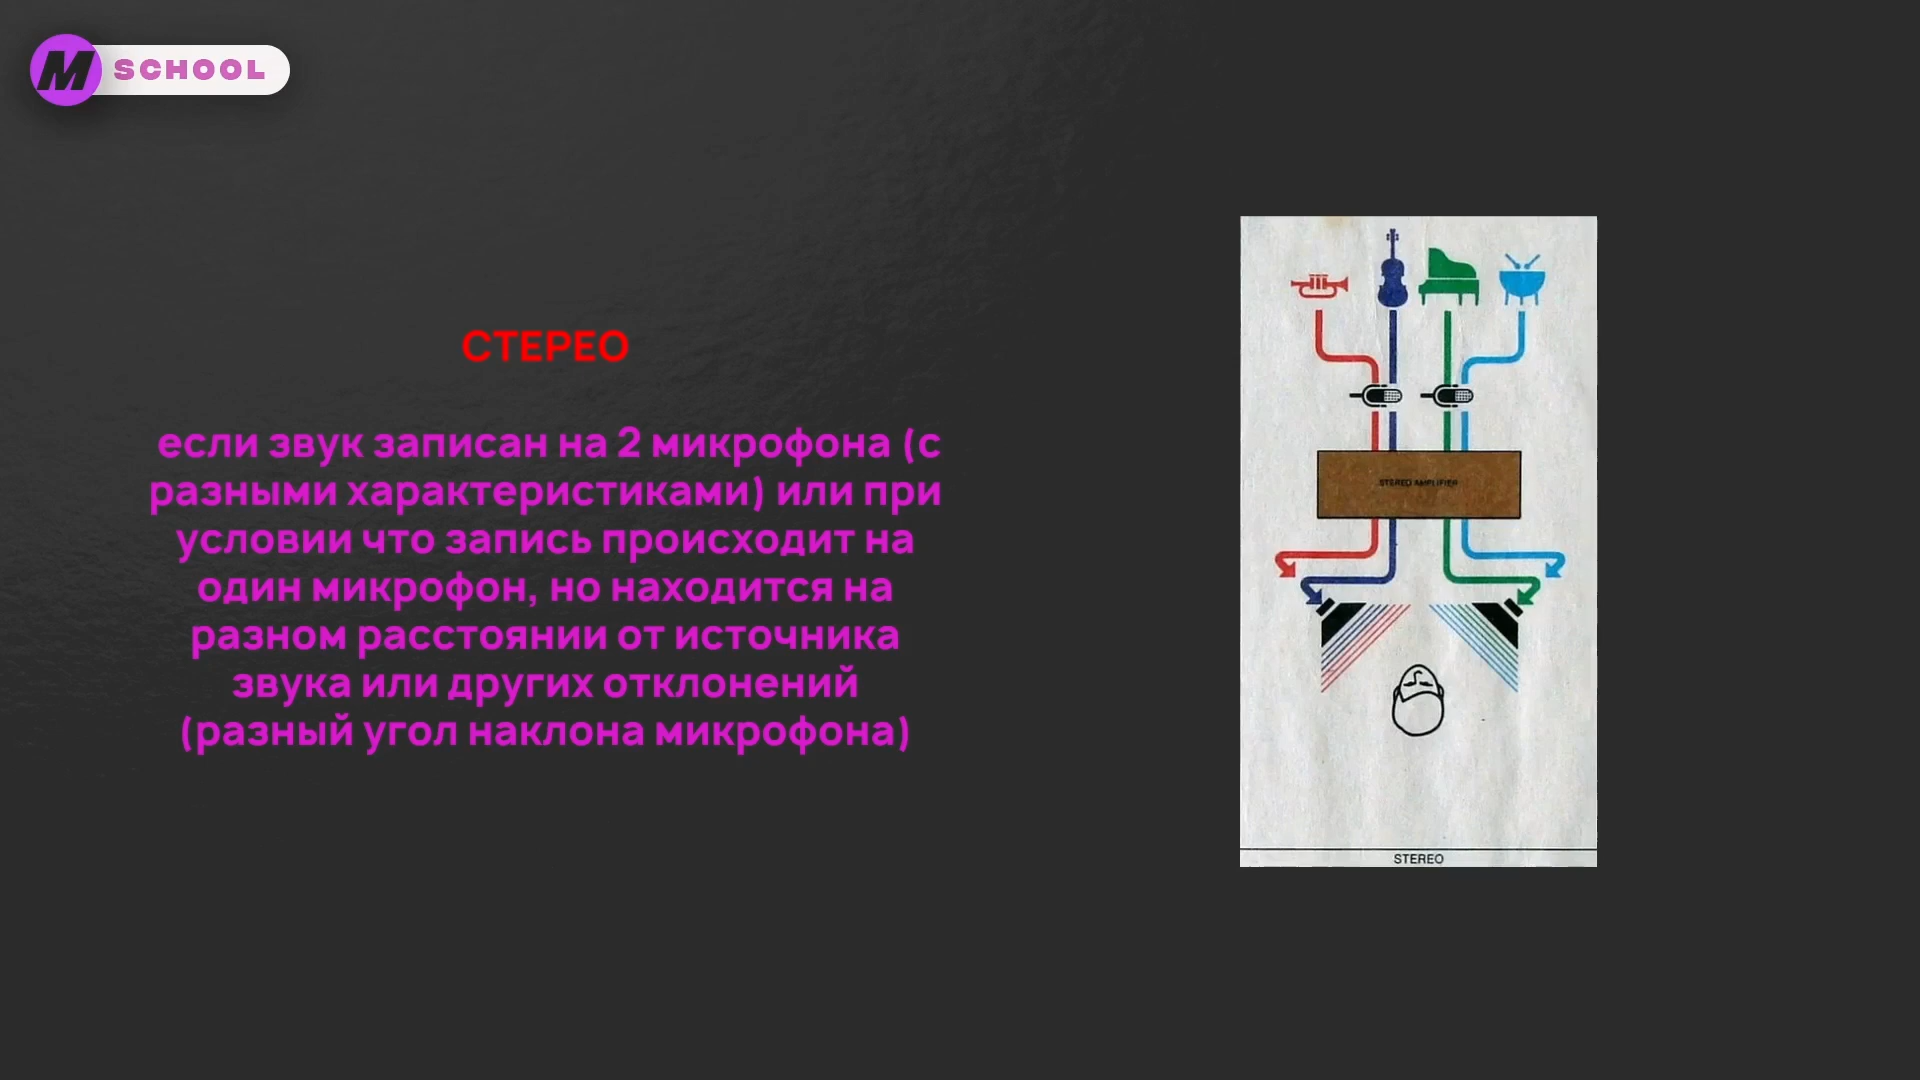 M SCHOOL
СТЕРЕО
если звук записан на 2 микрофона (с
разными характеристиками) или при
условии что запись происходит на
один микрофон, но находится на
разном расстоянии от источника
звука или других отклонений
(разный угол наклона микрофона)
STEREO AMPLIFIER
STEREO